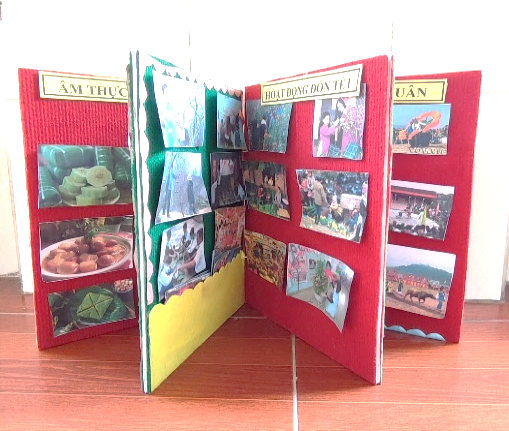 ẨM THỰC
HOẠT ĐỘNG ĐÓN TẾT
UÂN